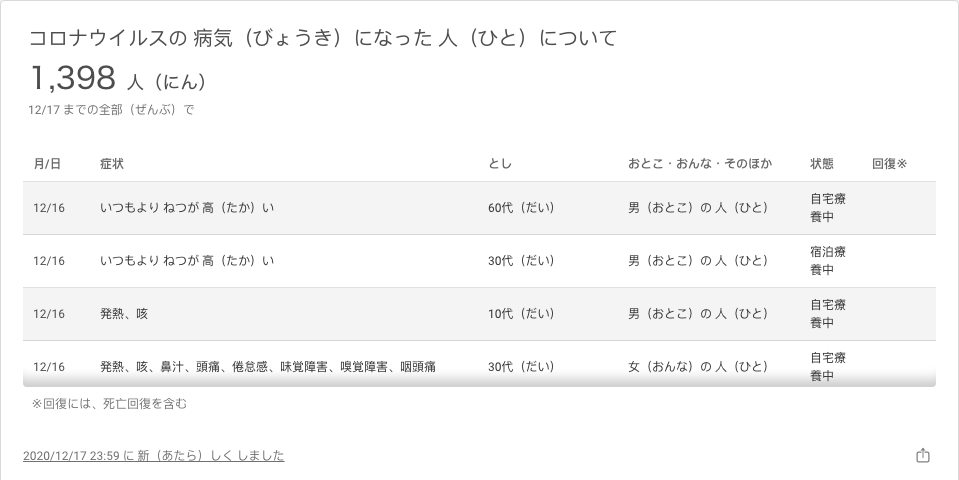 コロナウイルスの 病気（びょうき）になった 人（ひと）について
1,398 人（にん）
12/17 までの全部（ぜんぶ）で
月/日 症状 とし おとこ・おんな・そのほか 状態 回復※
12/16 いつもより ねつが 高（たか）い 60代（だい） 男（おとこ）の 人（ひと） 自宅療
養中
12/16 いつもより ねつが 高（たか）い 30代（だい） 男（おとこ）の 人（ひと） 宿泊療
養中
12/16 発熱、咳 10代（だい） 男（おとこ）の 人（ひと） 自宅療
養中
12/16 発熱、咳、鼻汁、頭痛、倦怠感、味覚障害、嗅覚障害、咽頭痛 30代（だい） 女（おんな）の 人（ひと） 自宅療
養中
※回復には、死亡回復を含む
2020/12/17 23:59 に 新（あたら）しく しました